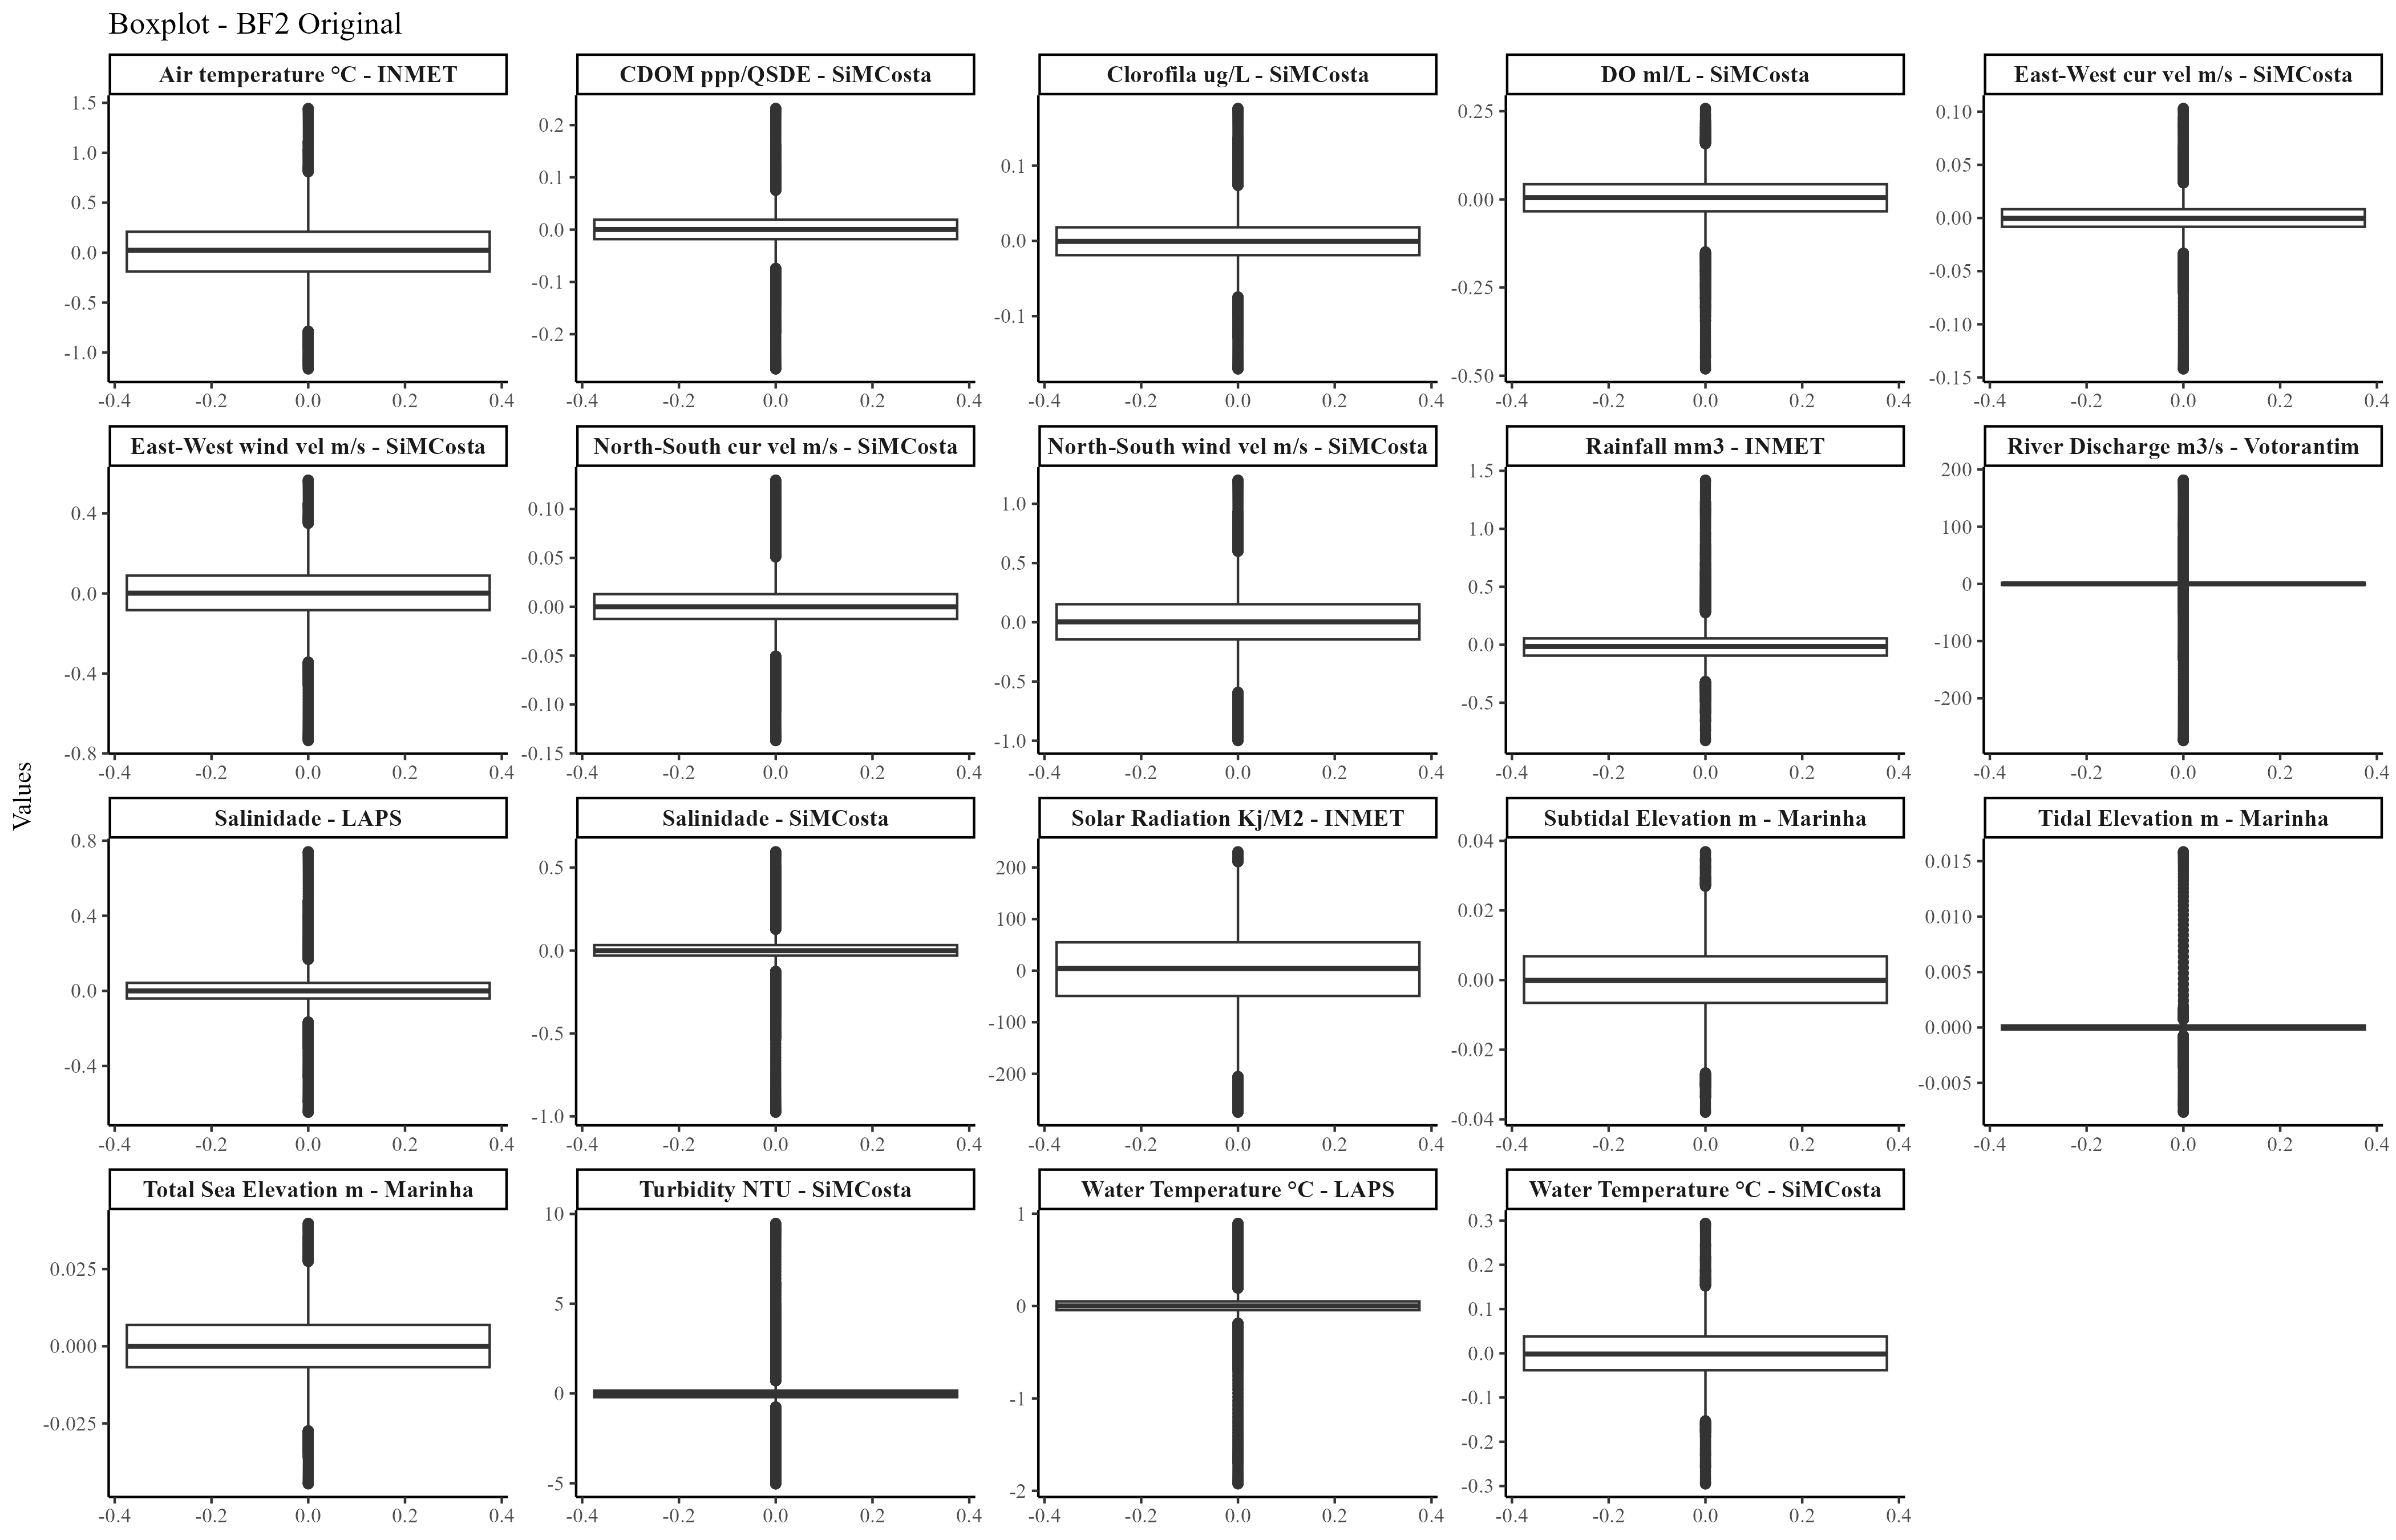 Boxplot - BF2 Original
Values
Air temperature °C - INMET
1.5
1.0
0.5
0.0
-0.5
-1.0
-0.4 -0.2 0.0 0.2 0.4
CDOM ppp/QSDE - SiMCosta
0.2
0.1
0.0
-0.1
-0.2
-0.4 -0.2 0.0 0.2 0.4
Clorofila ug/L - SiMCosta
0.1
0.0
-0.1
-0.4 -0.2 0.0 0.2 0.4
DO ml/L - SiMCosta
0.25
0.00
-0.25
-0.50
-0.4 -0.2 0.0 0.2 0.4
East-West cur vel m/s - SiMCosta
0.10
0.05
0.00
-0.05
-0.10
-0.15
-0.4 -0.2 0.0 0.2 0.4
East-West wind vel m/s - SiMCosta
0.4
0.0
-0.4
-0.8
-0.4 -0.2 0.0 0.2 0.4
North-South cur vel m/s - SiMCosta
0.10
0.05
0.00
-0.05
-0.10
-0.15
-0.4 -0.2 0.0 0.2 0.4
North-South wind vel m/s - SiMCosta
1.0
0.5
0.0
-0.5
-1.0
-0.4 -0.2 0.0 0.2 0.4
Rainfall mm3 - INMET
1.5
1.0
0.5
0.0
-0.5
-0.4 -0.2 0.0 0.2 0.4
River Discharge m3/s - Votorantim
200
100
0
-100
-200
-0.4 -0.2 0.0 0.2 0.4
Salinidade - LAPS
0.8
0.4
0.0
-0.4
-0.4 -0.2 0.0 0.2 0.4
Salinidade - SiMCosta
0.5
0.0
-0.5
-1.0
-0.4 -0.2 0.0 0.2 0.4
Solar Radiation Kj/M2 - INMET
200
100
0
-100
-200
-0.4 -0.2 0.0 0.2 0.4
Subtidal Elevation m - Marinha
0.04
0.02
0.00
-0.02
-0.04
-0.4 -0.2 0.0 0.2 0.4
Tidal Elevation m - Marinha
0.015
0.010
0.005
0.000
-0.005
-0.4 -0.2 0.0 0.2 0.4
Total Sea Elevation m - Marinha
0.025
0.000
-0.025
-0.4 -0.2 0.0 0.2 0.4
Turbidity NTU - SiMCosta
10
5
0
-5
-0.4 -0.2 0.0 0.2 0.4
Water Temperature °C - LAPS
1
0
-1
-2
-0.4 -0.2 0.0 0.2 0.4
Water Temperature °C - SiMCosta
0.3
0.2
0.1
0.0
-0.1
-0.2
-0.3
-0.4 -0.2 0.0 0.2 0.4